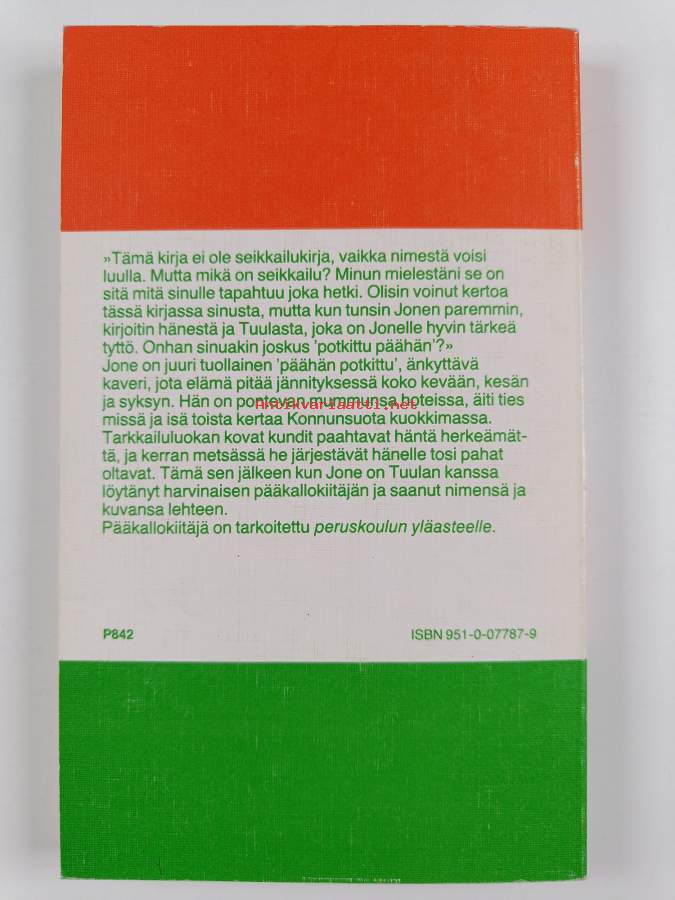 »Tämä kirja ei ole seikkailukirja, vaikka nimestä voisi
luulla. Mutta mikä on seikkailu? Minun mielestäni se on
sitä mitä sinulle tapahtuu joka hetki. Olisin voinut kertoa
tässä kirjassa sinusta, mutta kun tunsin Jonen paremmin,
kirjoitin hänestä ja Tuulasta, joka on Jonelle hyvin tärkeä
tyttö. Onhan sinuakin joskus ’potkittu päähän’?»
Jone on juuri tuollainen ’päähän potkittu’, änkyttävä
kaveri, jota elämä pitää jännityksessä koko kevään, kesän
ja syksyn. Hän on pontevan mummunsa hoteissa, äiti ties
antikvariaatti.net
missä ja isä toista kertaa Konnunsuota kuokkimassa.
Tarkkailuluokan kovat kundit paahtavat häntä herkeämät-
tä, ja kerran metsässä he järjestävät hänelle tosi pahat
oltavat. Tämä sen jälkeen kun Jone on Tuulan kanssa
löytänyt harvinaisen pääkallokiitäjän ja saanut nimensä ja
kuvansa lehteen.
Pääkallokiitäjä on tarkoitettu peruskoulun yläasteelle.
P842 ISBN 951-0-07787-9